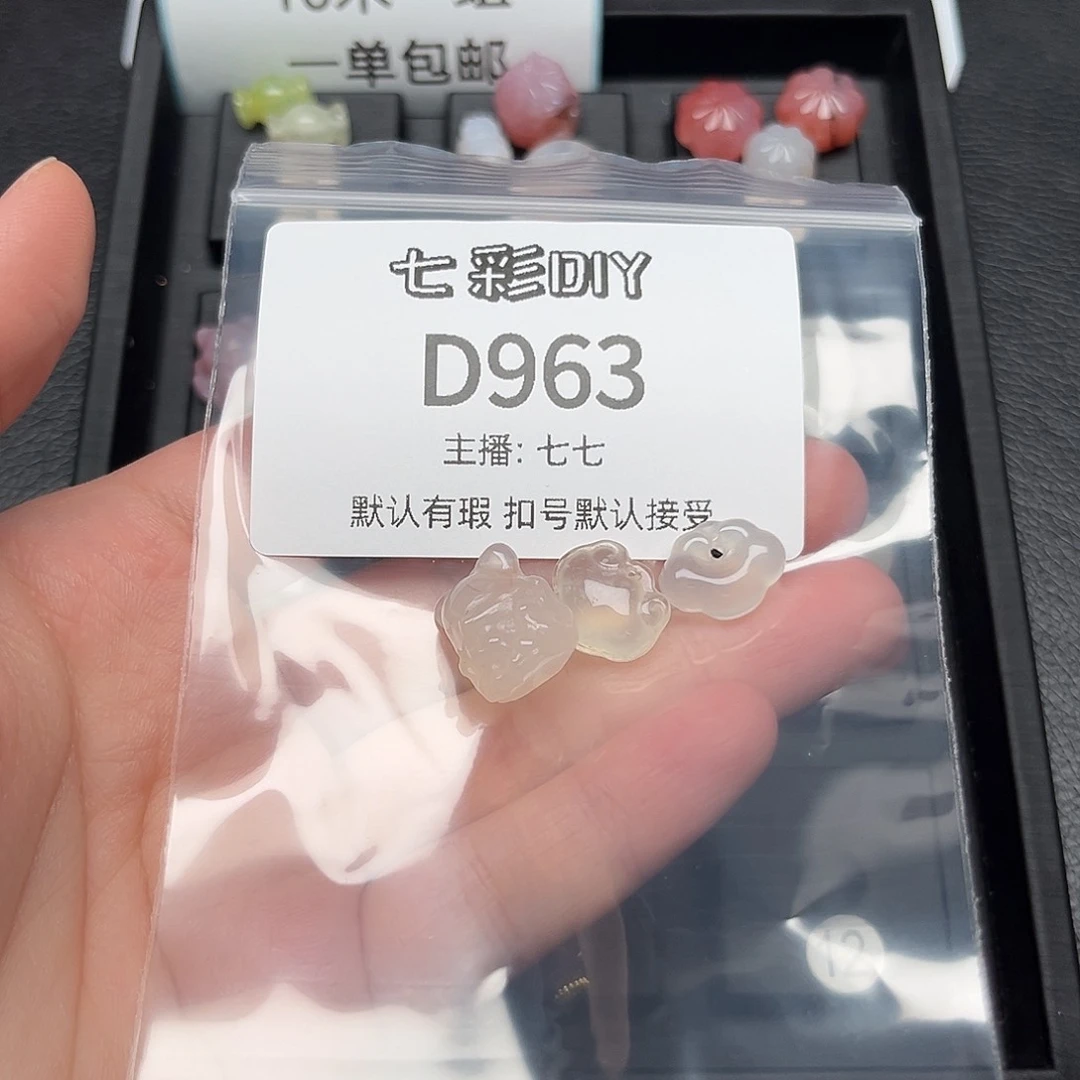 一单包邮
七彩DIY
D963
主播: 七七
默认有瑕 扣号默认接受
12